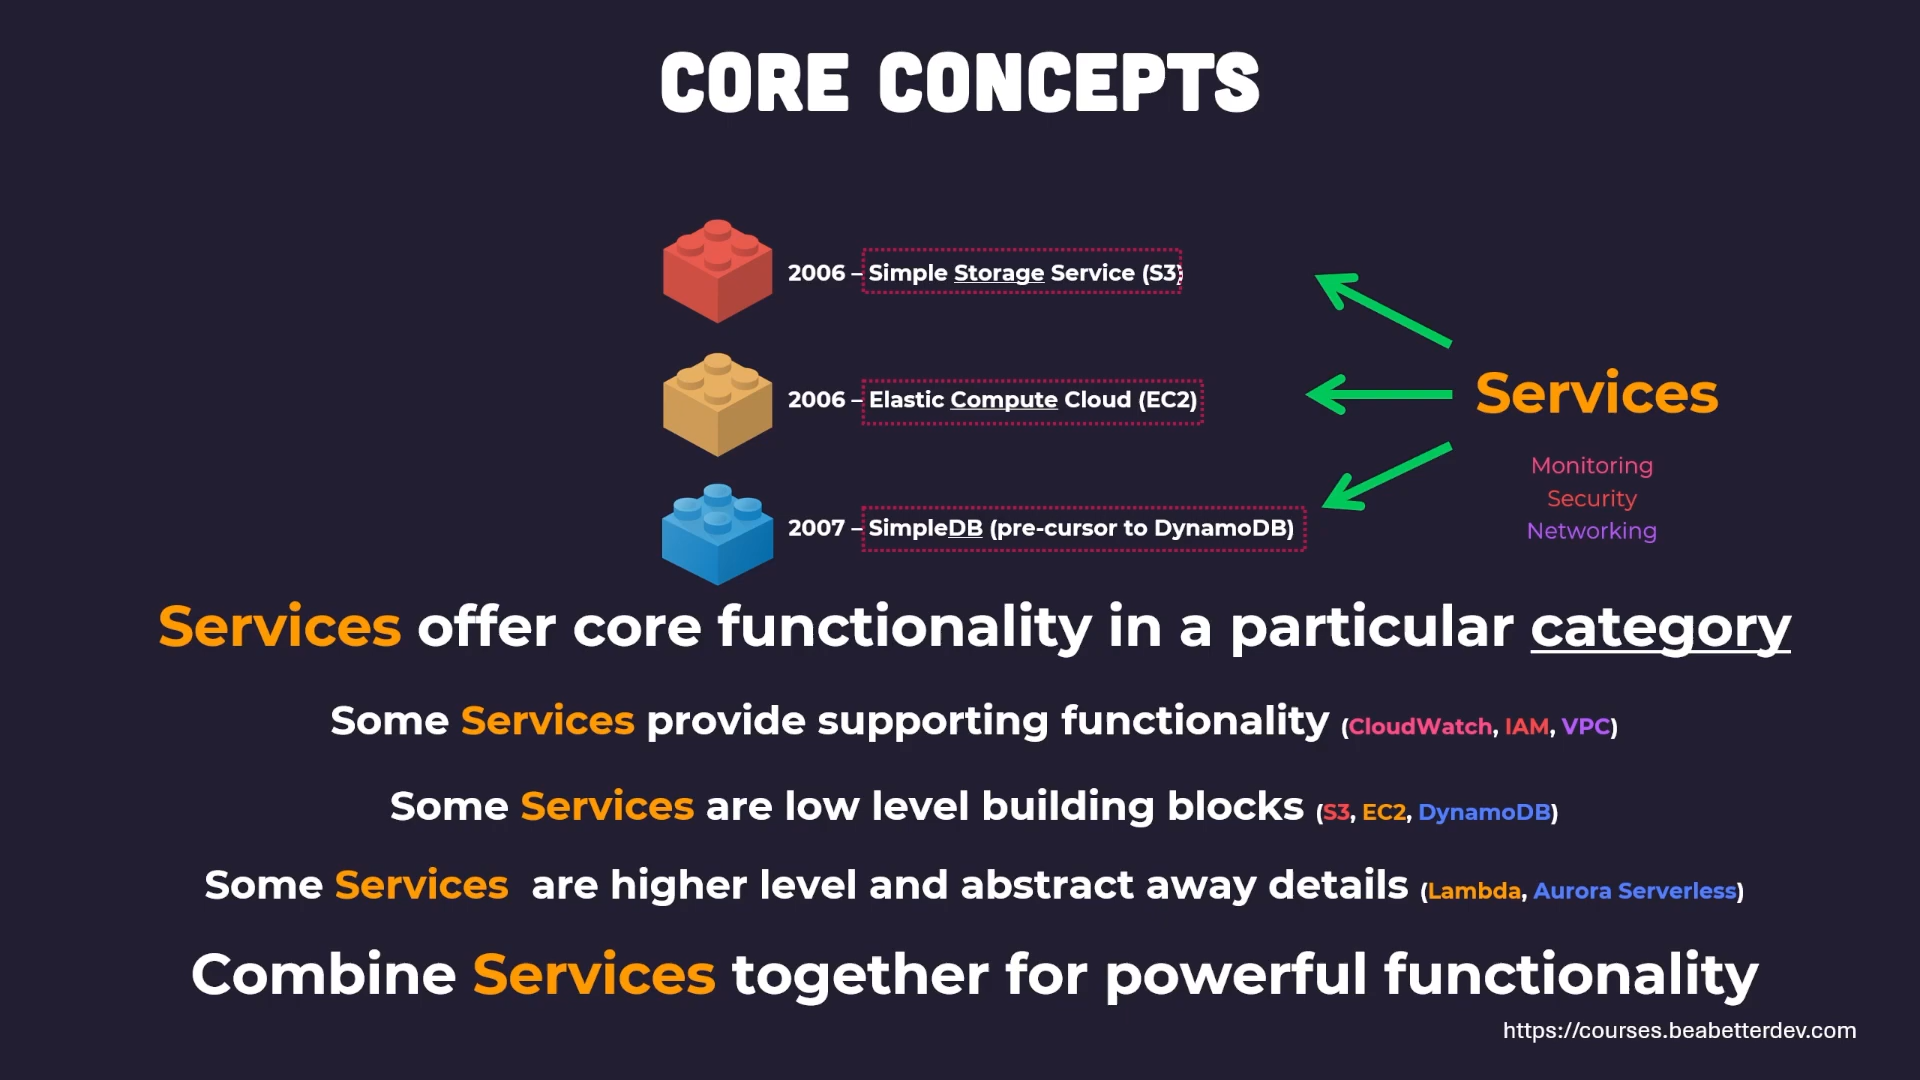 CORE CONCEPTS
2006 – Simple Storage Service (S3)
2006 – Elastic Compute Cloud (EC2)
2007 – SimpleDB (pre-cursor to DynamoDB)
Services
Monitoring
Security
Networking
Services offer core functionality in a particular category
Some Services provide supporting functionality (CloudWatch, IAM, VPC)
Some Services are low level building blocks (S3, EC2, DynamoDB)
Some Services are higher level and abstract away details (Lambda, Aurora Serverless)
Combine Services together for powerful functionality
https://courses.beabetterdev.com